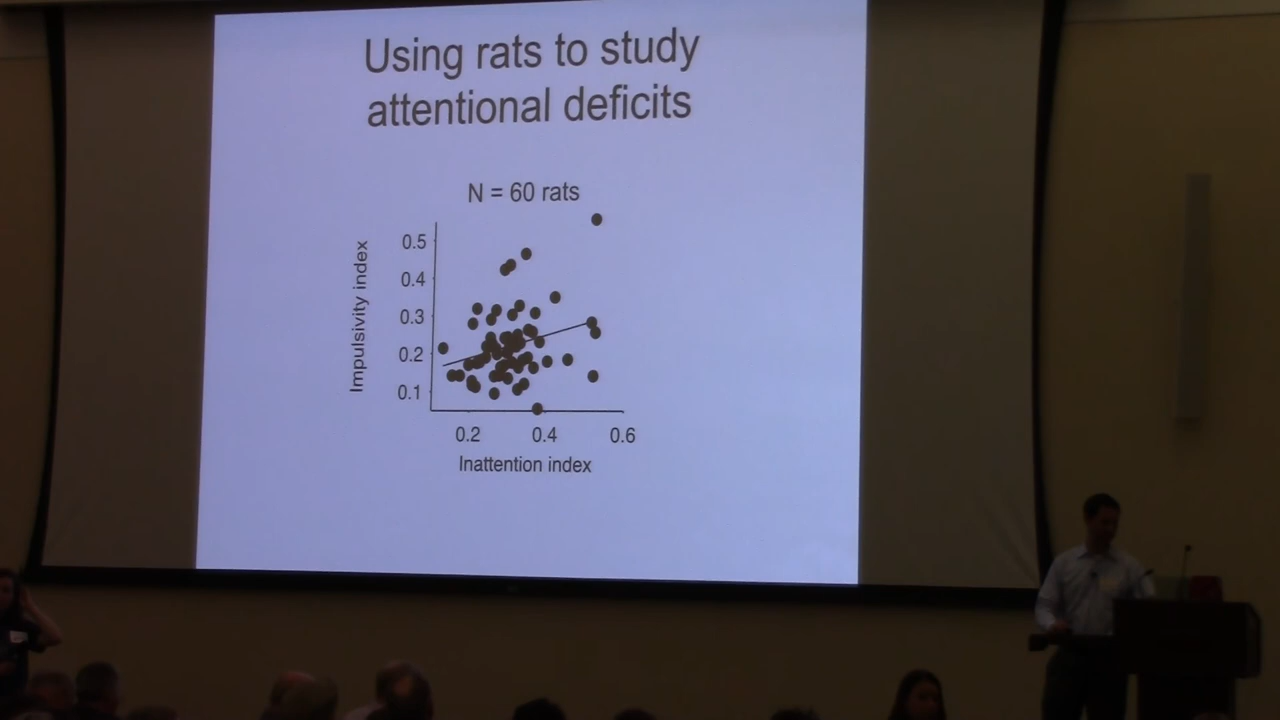 Using rats to study
attentional deficits
N = 60 rats
Impulsivity index
0.5
0.4
0.3
0.2
0.1
0.2 0.4 0.6
Inattention index